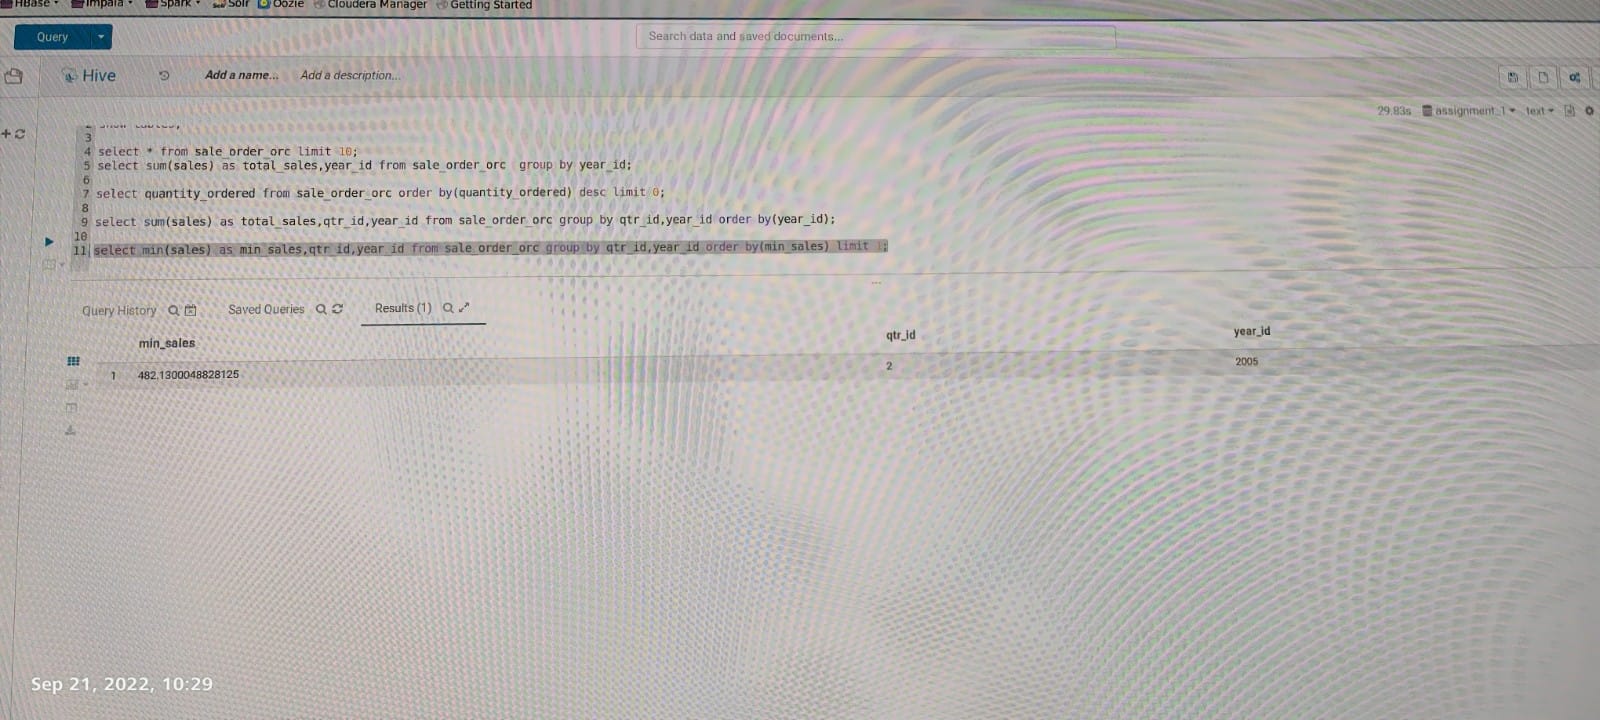 HBase Impala Spark Solr Oozie Cloudera Manager Getting Started
Query Search data and saved documents...
Hive Add a name... Add a description...
29.83s assignment_1 text
3
4 select * from sale_order_orc limit 10;
5 select sum(sales) as total_sales,year_id from sale_order_orc group by year_id;
6
7 select quantity_ordered from sale_order_orc order by(quantity_ordered) desc limit 0;
8
9 select sum(sales) as total_sales,qtr_id,year_id from sale_order_orc group by qtr_id,year_id order by(year_id);
10
11 select min(sales) as min_sales,qtr_id,year_id from sale_order_orc group by qtr_id,year_id order by(min_sales) limit 1;
Query History Saved Queries Results (1)
min_sales qtr_id year_id
1 482.1300048828125 2 2005
Sep 21, 2022, 10:29